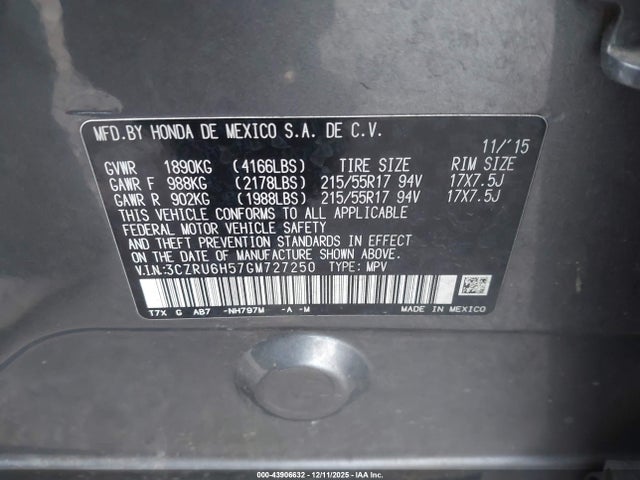 MFD. BY HONDA DE MEXICO S.A. DE C.V.
11/'15
GVWR 1890KG (4166LBS) TIRE SIZE RIM SIZE
GAWR F 988KG (2178LBS) 215/55R17 94V 17X7.5J
GAWR R 902KG (1988LBS) 215/55R17 94V 17X7.5J
THIS VEHICLE CONFORMS TO ALL APPLICABLE
FEDERAL MOTOR VEHICLE SAFETY
AND THEFT PREVENTION STANDARDS IN EFFECT
ON THE DATE OF MANUFACTURE SHOWN ABOVE.
V.I.N.:3CZRU6H57GM727250 TYPE: MPV
T7X G AB7 -NH797M -A -M MADE IN MEXICO
000-43906632 - 12/11/2025 - IAAI.COM